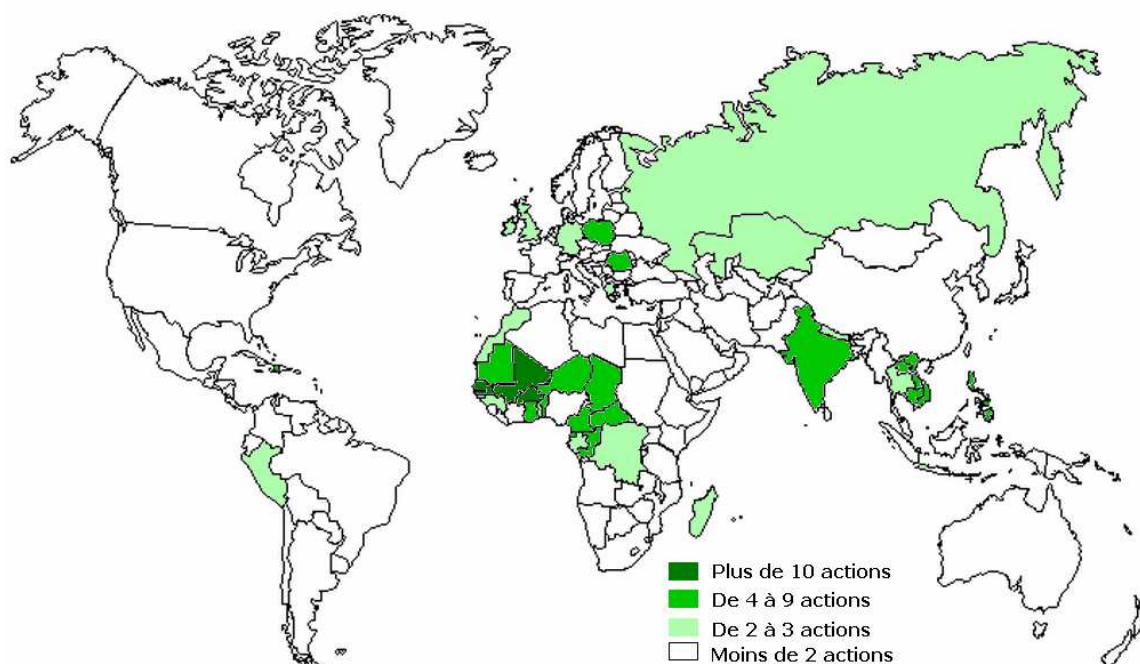 Plus de 10 actions
De 4 à 9 actions
De 2 à 3 actions
Moins de 2 actions